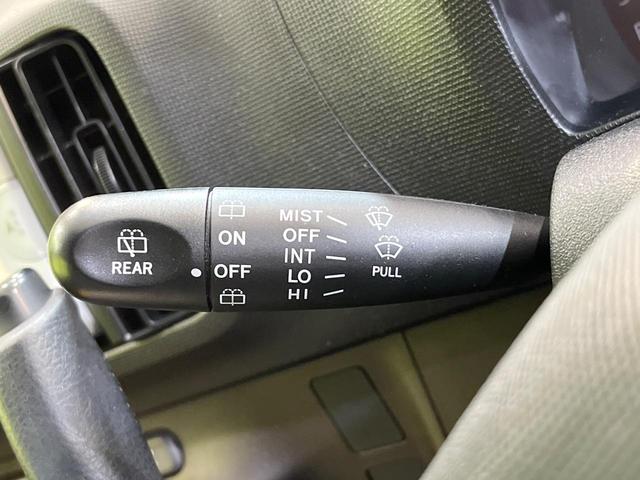 REAR
ON
OFF
MIST
OFF
INT
LO
HI
PULL